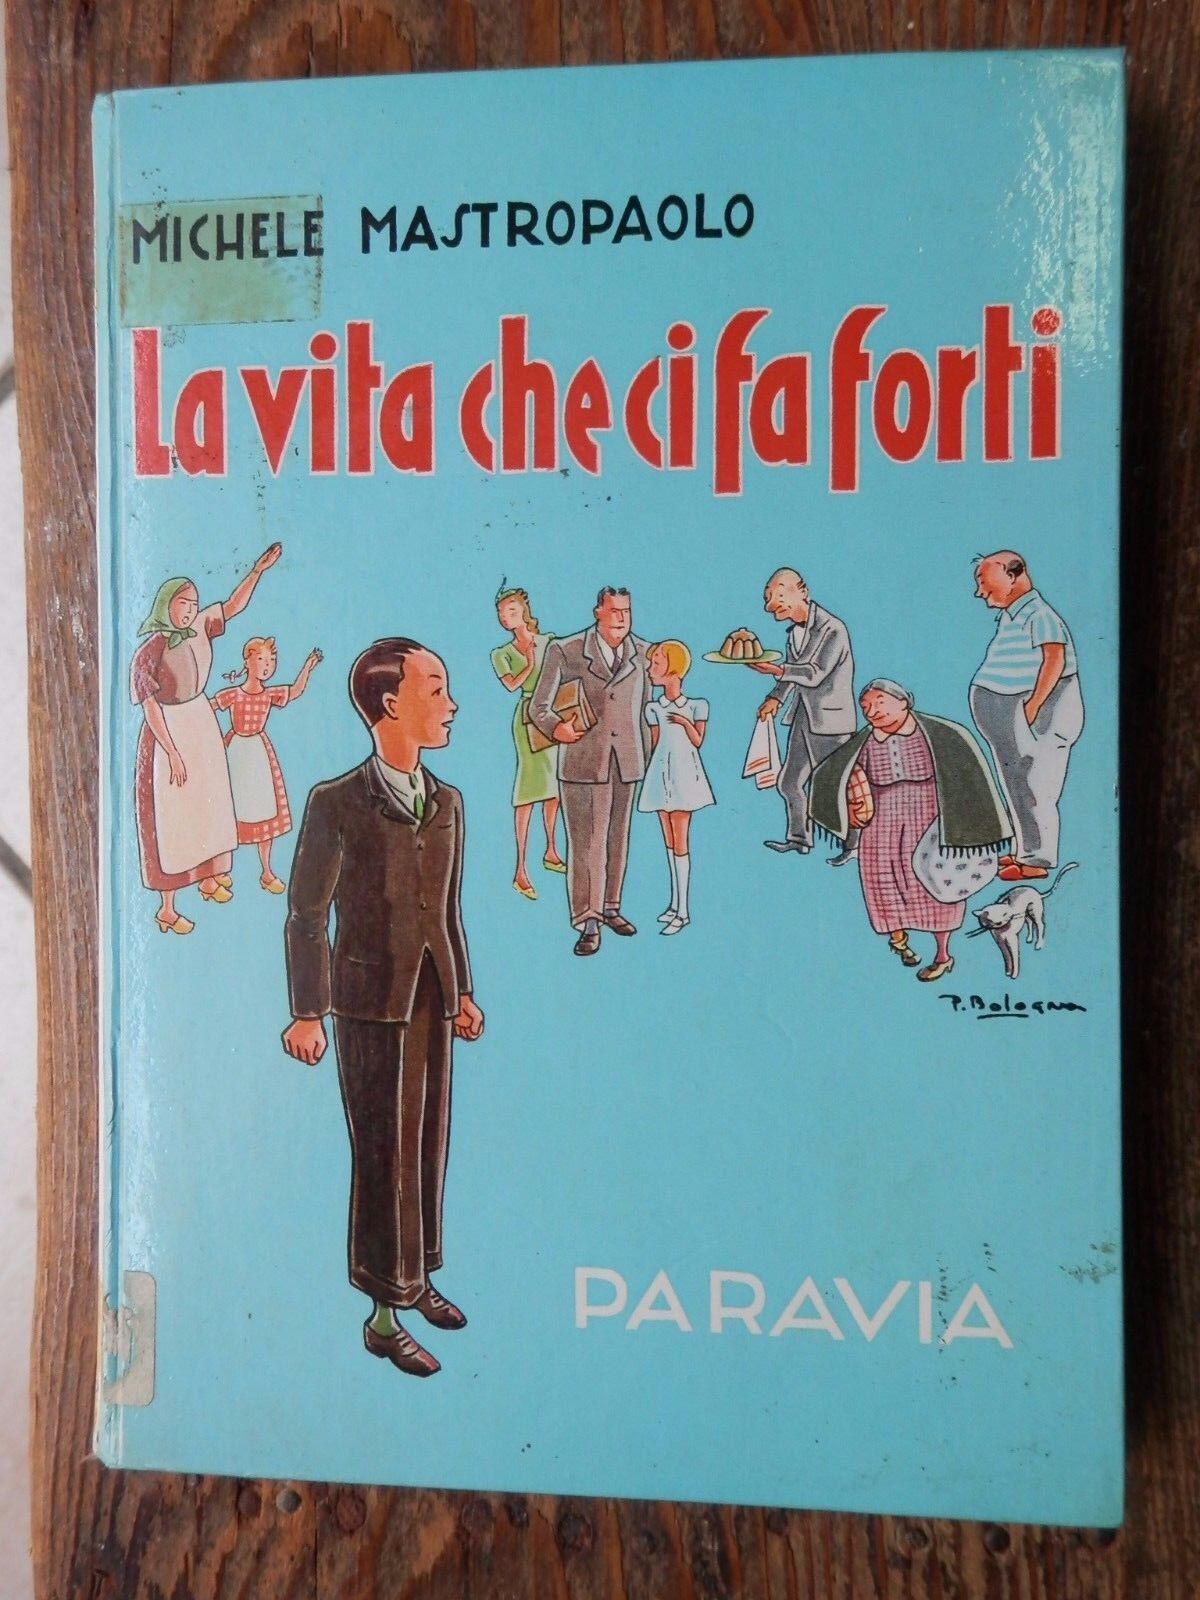 MICHELE MASTROPAOLO
La vita che ci fa forti
P. Bologna
PARAVIA